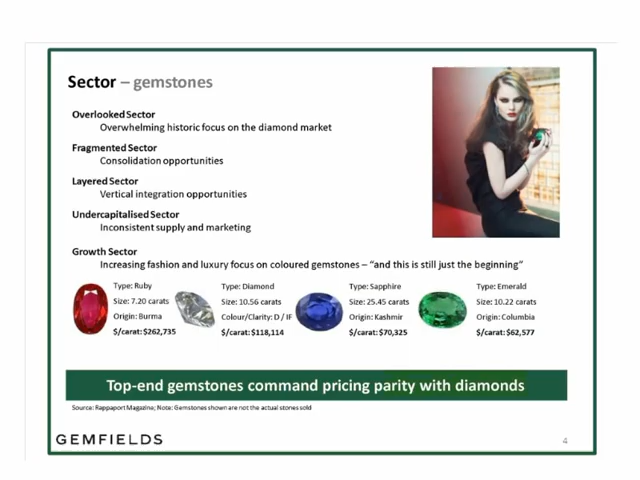 Sector – gemstones
Overlooked Sector
Overwhelming historic focus on the diamond market
Fragmented Sector
Consolidation opportunities
Layered Sector
Vertical integration opportunities
Undercapitalised Sector
Inconsistent supply and marketing
Growth Sector
Increasing fashion and luxury focus on coloured gemstones – “and this is still just the beginning”
Type: Ruby
Size: 7.20 carats
Origin: Burma
$/carat: $262,735
Type: Diamond
Size: 10.56 carats
Colour/Clarity: D / IF
$/carat: $118,114
Type: Sapphire
Size: 25.45 carats
Origin: Kashmir
$/carat: $70,325
Type: Emerald
Size: 10.22 carats
Origin: Columbia
$/carat: $62,577
Top-end gemstones command pricing parity with diamonds
Source: Rappaport Magazine; Note: Gemstones shown are not the actual stones sold
GEMFIELDS
4